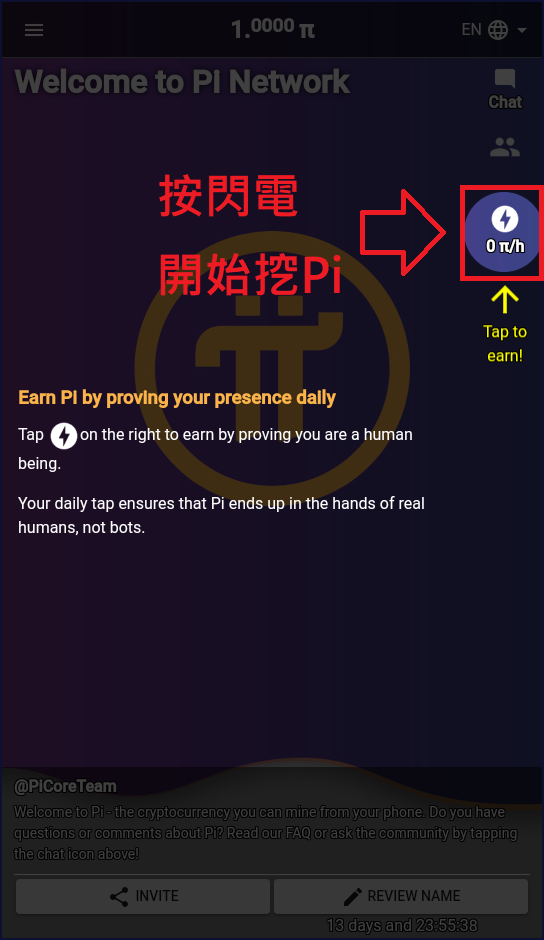 1.0000 π
EN
Welcome to Pi Network
Chat
按閃電
開始挖Pi
0 π/h
Tap to
earn!
Earn Pi by proving your presence daily
Tap on the right to earn by proving you are a human
being.
Your daily tap ensures that Pi ends up in the hands of real
humans, not bots.
@PiCoreTeam
Welcome to Pi - the cryptocurrency you can mine from your phone. Do you have
questions or comments about Pi? Read our FAQ or ask the community by tapping
the chat icon above!
INVITE
REVIEW NAME
13 days and 23:55:38